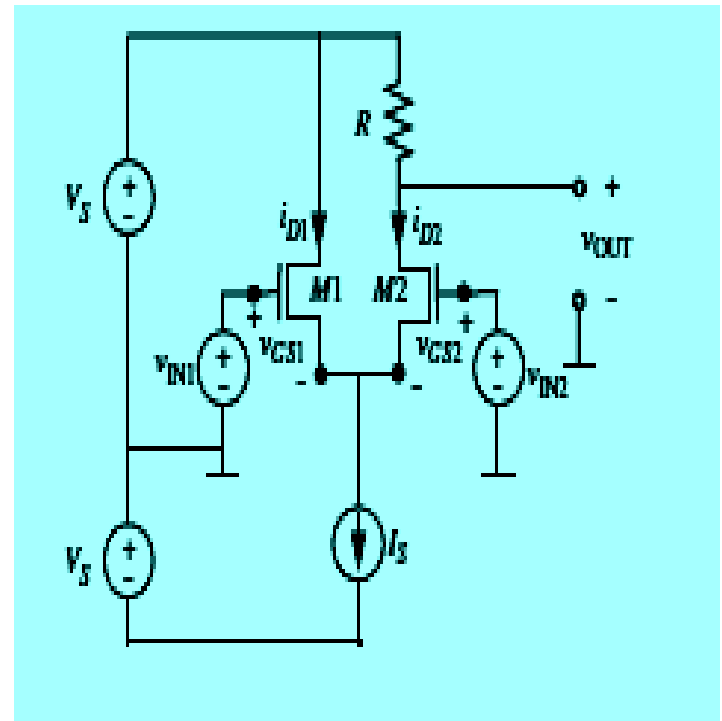 R
V_S + -
i_D1
i_D2
+
v_OUT
-
M1 M2
+
v_GS1
-
+
v_GS2
-
v_IN1 + -
+ - v_IN2
V_S + -
I_S